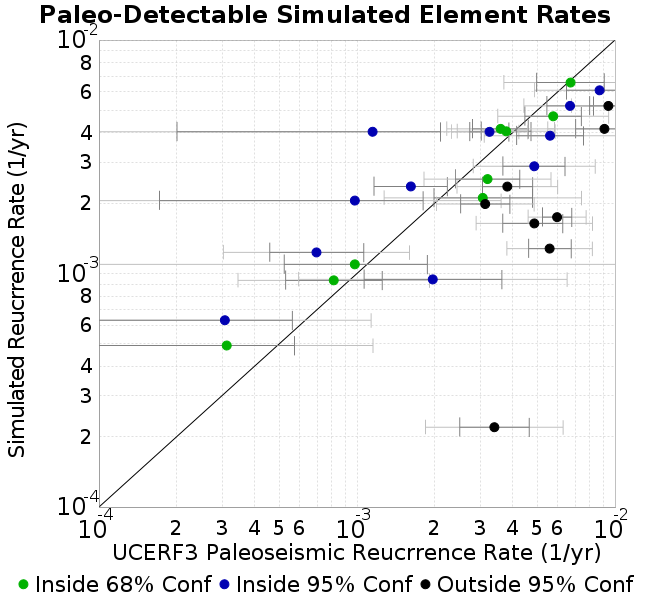 Paleo-Detectable Simulated Element Rates
10-2
8
6
4
3
2
10-3
8
6
4
3
2
10-4
Simulated Reucrrence Rate (1/yr)
10-4 2 3 4 5 6 10-3 2 3 4 5 6 10-2
UCERF3 Paleoseismic Reucrrence Rate (1/yr)
Inside 68% Conf Inside 95% Conf Outside 95% Conf